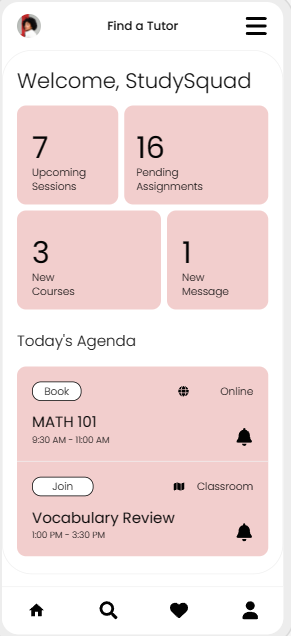 Find a Tutor
Welcome, StudySquad
7
Upcoming
Sessions
16
Pending
Assignments
3
New
Courses
1
New
Message
Today's Agenda
Book
Online
MATH 101
9:30 AM - 11:00 AM
Join
Classroom
Vocabulary Review
1:00 PM - 3:30 PM